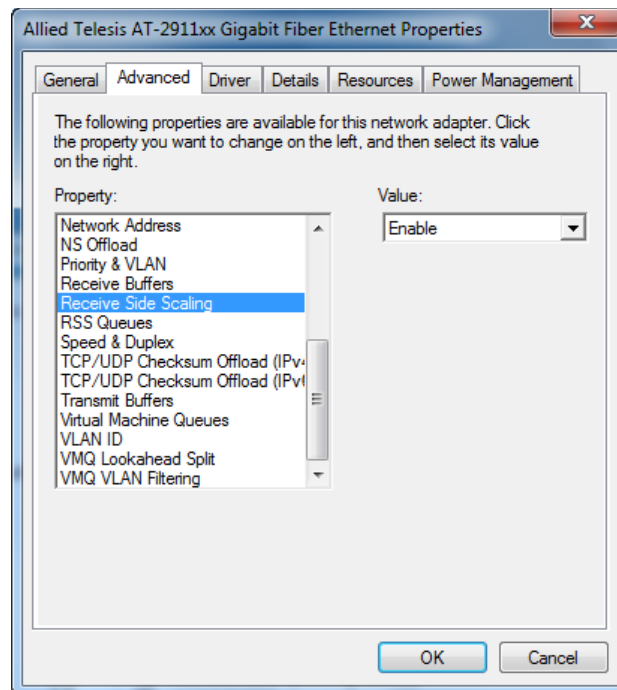 Allied Telesis AT-2911xx Gigabit Fiber Ethernet Properties
General Advanced Driver Details Resources Power Management
The following properties are available for this network adapter. Click
the property you want to change on the left, and then select its value
on the right.
Property:
Network Address
NS Offload
Priority & VLAN
Receive Buffers
Receive Side Scaling
RSS Queues
Speed & Duplex
TCP/UDP Checksum Offload (IPv4
TCP/UDP Checksum Offload (IPv6
Transmit Buffers
Virtual Machine Queues
VLAN ID
VMQ Lookahead Split
VMQ VLAN Filtering
Value:
Enable
OK Cancel